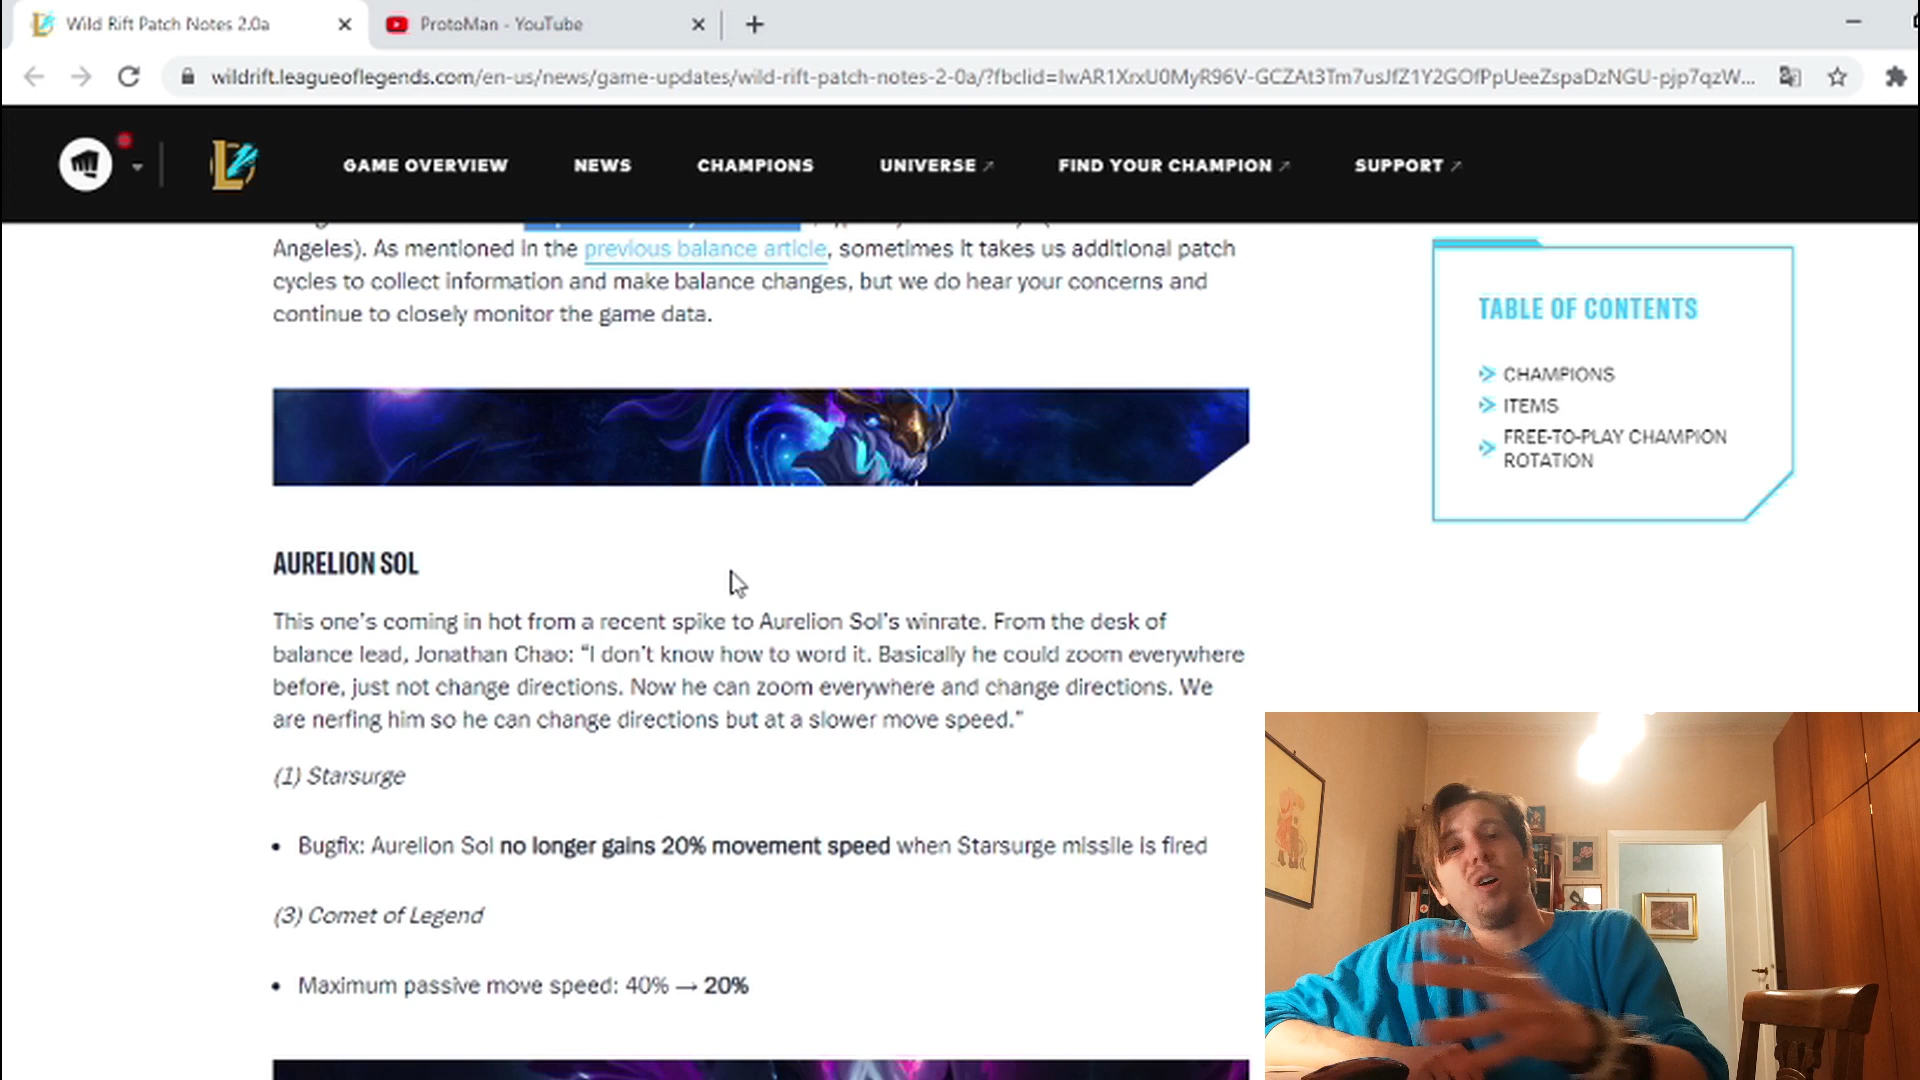 Wild Rift Patch Notes 2.0a
ProtoMan - YouTube
wildrift.leagueoflegends.com/en-us/news/game-updates/wild-rift-patch-notes-2-0a/?fbclid=IwAR1XrxU0MyR96V-GCZAt3Tm7usJfZ1Y2GOfPpUeeZspaDzNGU-pjp7qzW...
GAME OVERVIEW
NEWS
CHAMPIONS
UNIVERSE
FIND YOUR CHAMPION
SUPPORT
Angeles). As mentioned in the previous balance article, sometimes it takes us additional patch
cycles to collect information and make balance changes, but we do hear your concerns and
continue to closely monitor the game data.
TABLE OF CONTENTS
CHAMPIONS
ITEMS
FREE-TO-PLAY CHAMPION
ROTATION
AURELION SOL
This one's coming in hot from a recent spike to Aurelion Sol's winrate. From the desk of
balance lead, Jonathan Chao: “I don't know how to word it. Basically he could zoom everywhere
before, just not change directions. Now he can zoom everywhere and change directions. We
are nerfing him so he can change directions but at a slower move speed.”
(1) Starsurge
• Bugfix: Aurelion Sol no longer gains 20% movement speed when Starsurge missile is fired
(3) Comet of Legend
• Maximum passive move speed: 40% → 20%